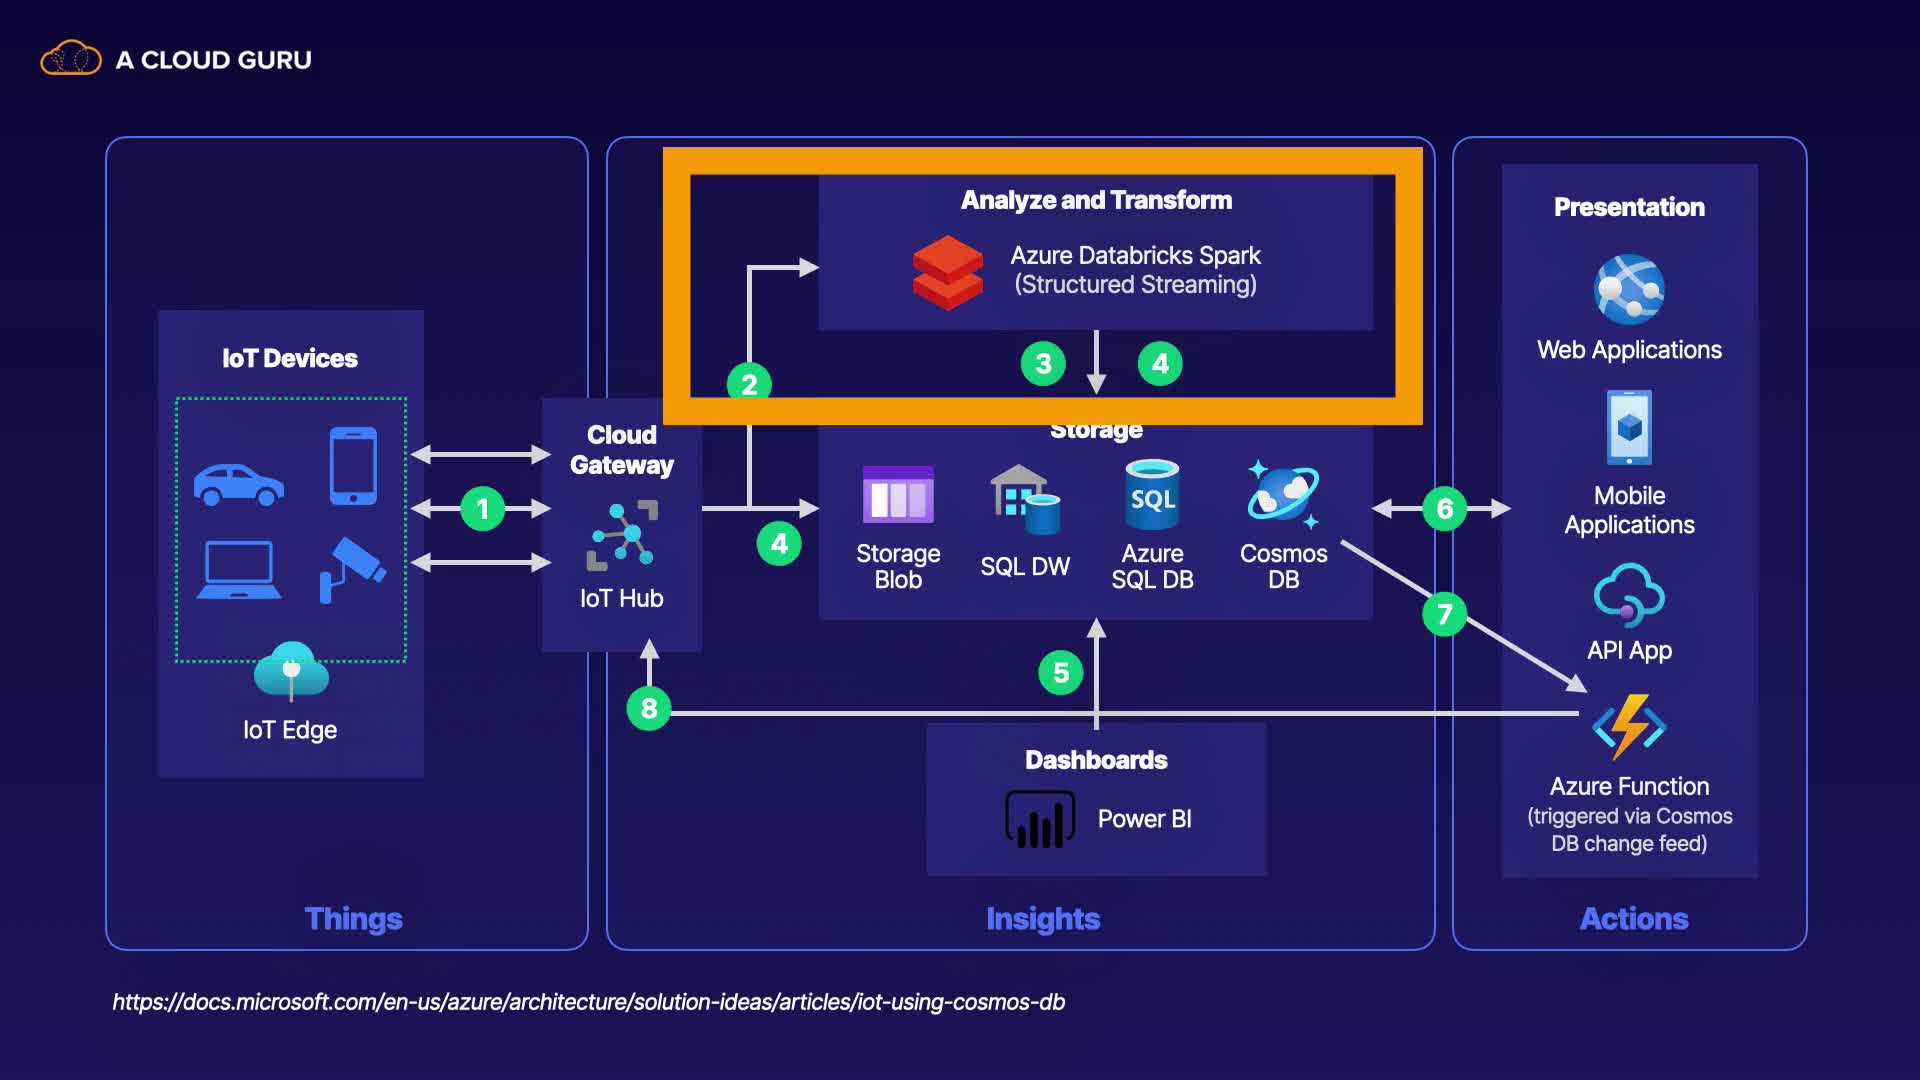 A CLOUD GURU
Analyze and Transform
Azure Databricks Spark
(Structured Streaming)
2
3
4
IoT Devices
IoT Edge
1
Cloud
Gateway
IoT Hub
4
Storage
Storage
Blob
SQL DW
SQL
Azure
SQL DB
Cosmos
DB
5
8
Dashboards
Power BI
6
7
Presentation
Web Applications
Mobile
Applications
API App
Azure Function
(triggered via Cosmos
DB change feed)
Things
Insights
Actions
https://docs.microsoft.com/en-us/azure/architecture/solution-ideas/articles/iot-using-cosmos-db